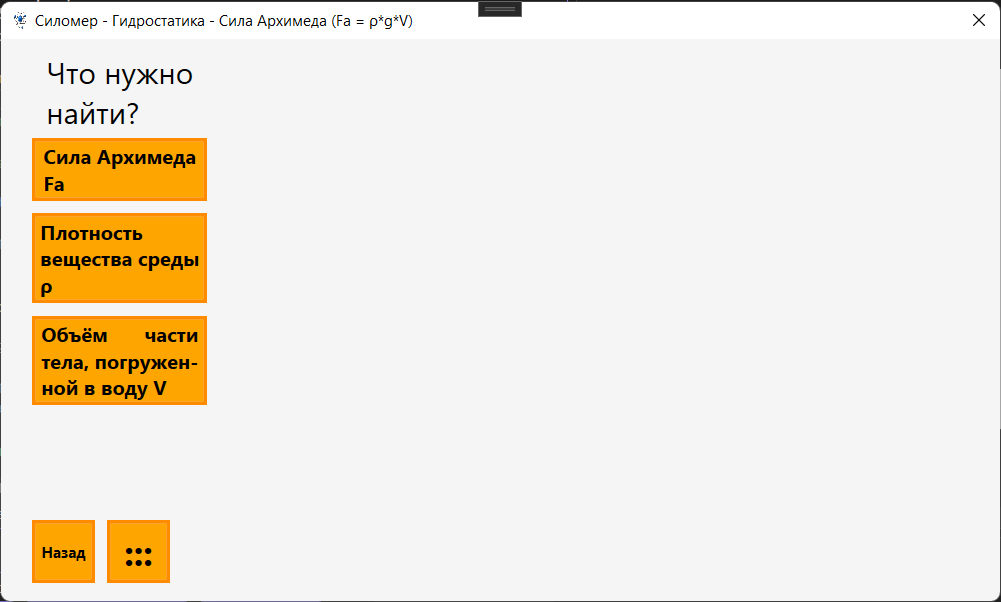 Силомер - Гидростатика - Сила Архимеда (Fa = ρ*g*V)
Что нужно
найти?
Сила Архимеда
Fa
Плотность
вещества среды
ρ
Объём части
тела, погружен-
ной в воду V
Назад